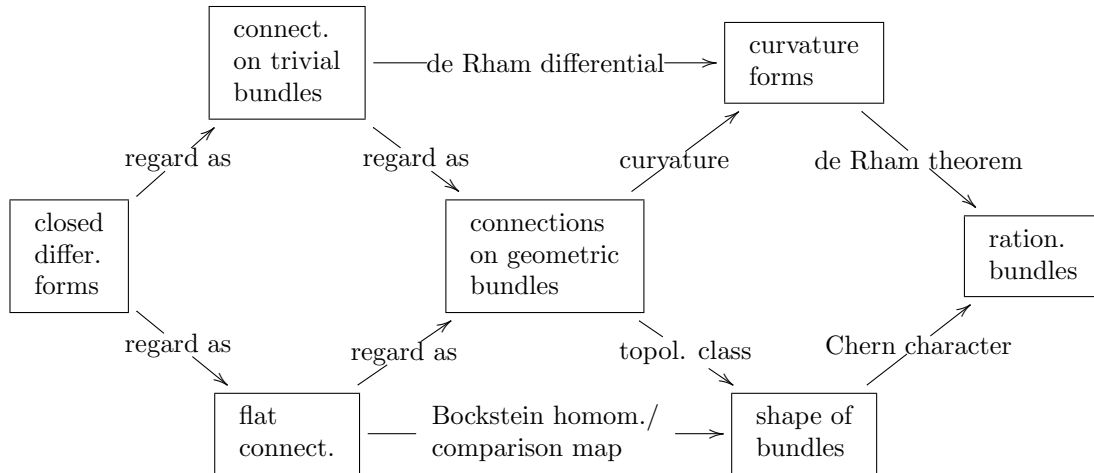 connect.
on trivial
bundles
de Rham differential
curvature
forms
regard as
regard as
curvature
de Rham theorem
closed
differ.
forms
connections
on geometric
bundles
ration.
bundles
regard as
regard as
topol. class
Chern character
flat
connect.
Bockstein homom./
comparison map
shape of
bundles